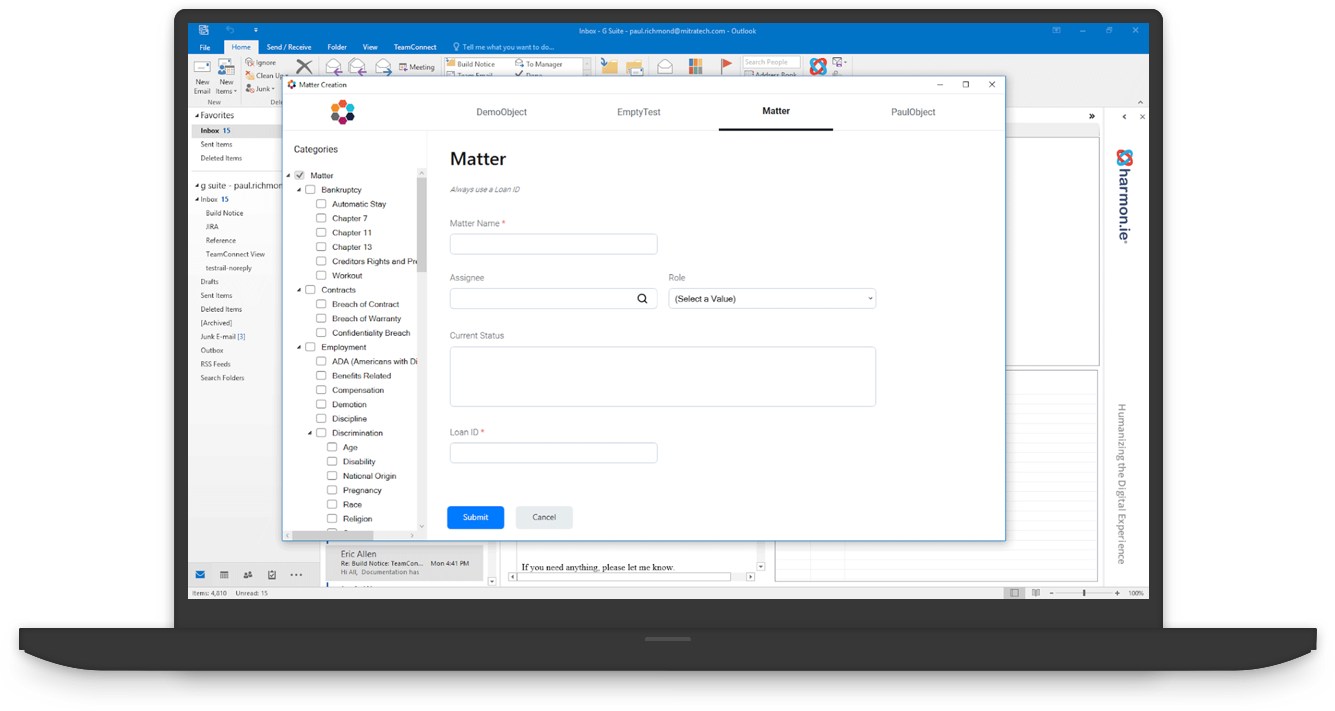 Inbox - G Suite - paul.richmond@mitratech.com - Outlook
File Home Send / Receive Folder View TeamConnect Tell me what you want to do...
New Email
New Items
New
Ignore
Clean Up
Junk
Meeting
Build Notice
To Manager
Search People
Address Book
Favorites
Inbox 15
Sent Items
Deleted Items
g suite - paul.richmon
Inbox 15
Build Notice
JIRA
Reference
TeamConnect View
testrail-noreply
Drafts
Sent Items
Deleted Items
[Archived]
Junk E-mail [3]
Outbox
RSS Feeds
Search Folders
Matter Creation
DemoObject EmptyTest Matter PaulObject
Categories
Matter
Bankruptcy
Automatic Stay
Chapter 7
Chapter 11
Chapter 13
Creditors Rights and Pre
Workout
Contracts
Breach of Contract
Breach of Warranty
Confidentiality Breach
Employment
ADA (Americans with Di
Benefits Related
Compensation
Demotion
Discipline
Discrimination
Age
Disability
National Origin
Pregnancy
Race
Religion
Matter
Always use a Loan ID
Matter Name *
Assignee
Role
(Select a Value)
Current Status
Loan ID *
Submit Cancel
Eric Allen
Re: Build Notice: TeamCon... Mon 4:41 PM
Hi All, Documentation has
If you need anything, please let me know.
harmon.ie
Humanizing the Digital Experience
Items: 4,810 Unread: 15
100%